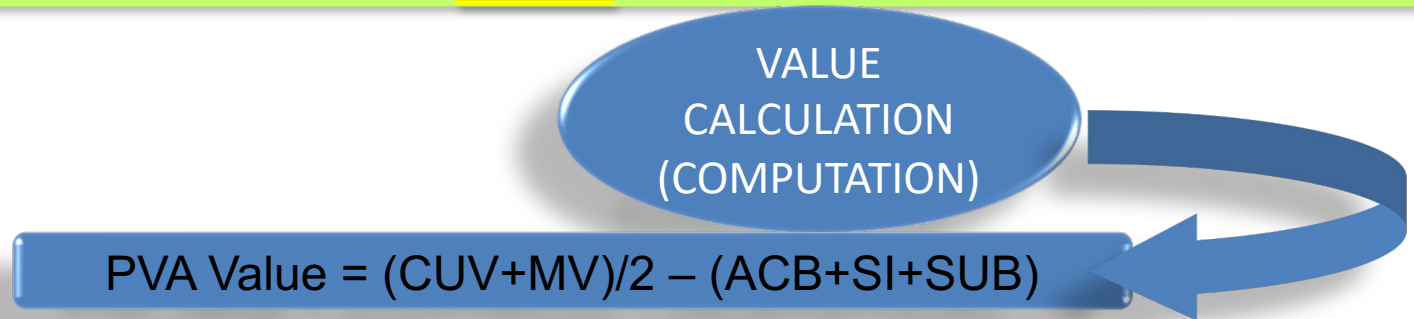 VALUE
CALCULATION
(COMPUTATION)
PVA Value = (CUV+MV)/2 – (ACB+SI+SUB)